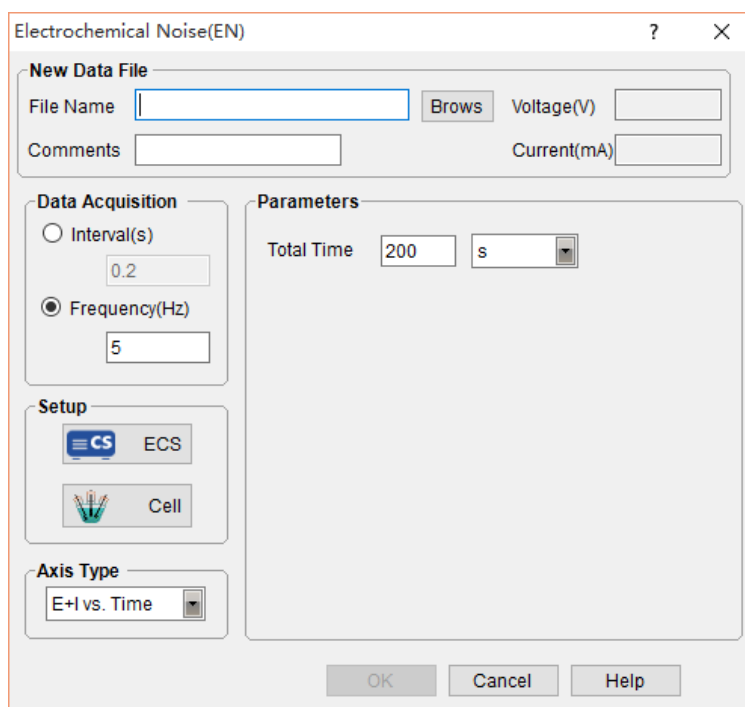 Electrochemical Noise(EN) ?
New Data File
File Name Brows Voltage(V)
Comments Current(mA)
Data Acquisition
Interval(s)
0.2
Frequency(Hz)
5
Parameters
Total Time 200 s
Setup
CS ECS
Cell
Axis Type
E+I vs. Time
OK Cancel Help